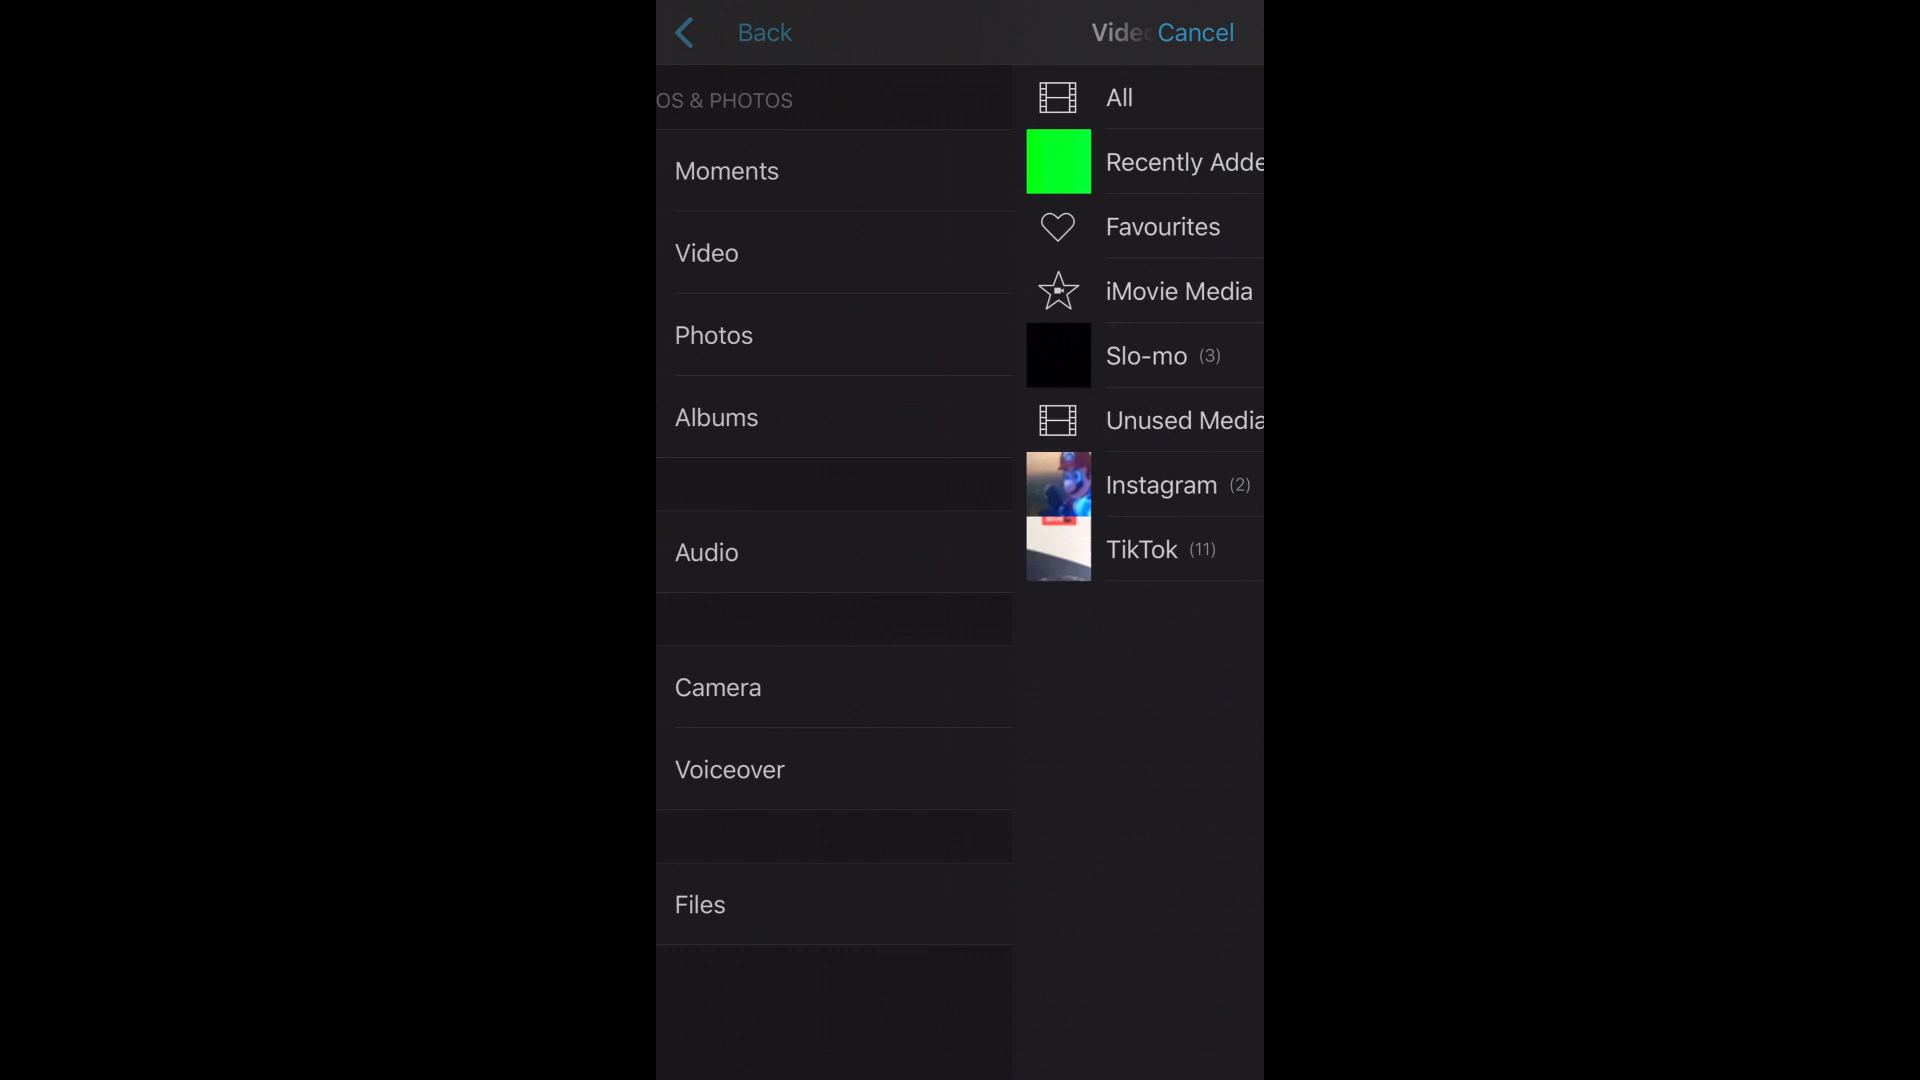 Back
Vide
Cancel
OS & PHOTOS
Moments
Video
Photos
Albums
Audio
Camera
Voiceover
Files
All
Recently Adde
Favourites
iMovie Media
Slo-mo (3)
Unused Media
Instagram (2)
TikTok (11)